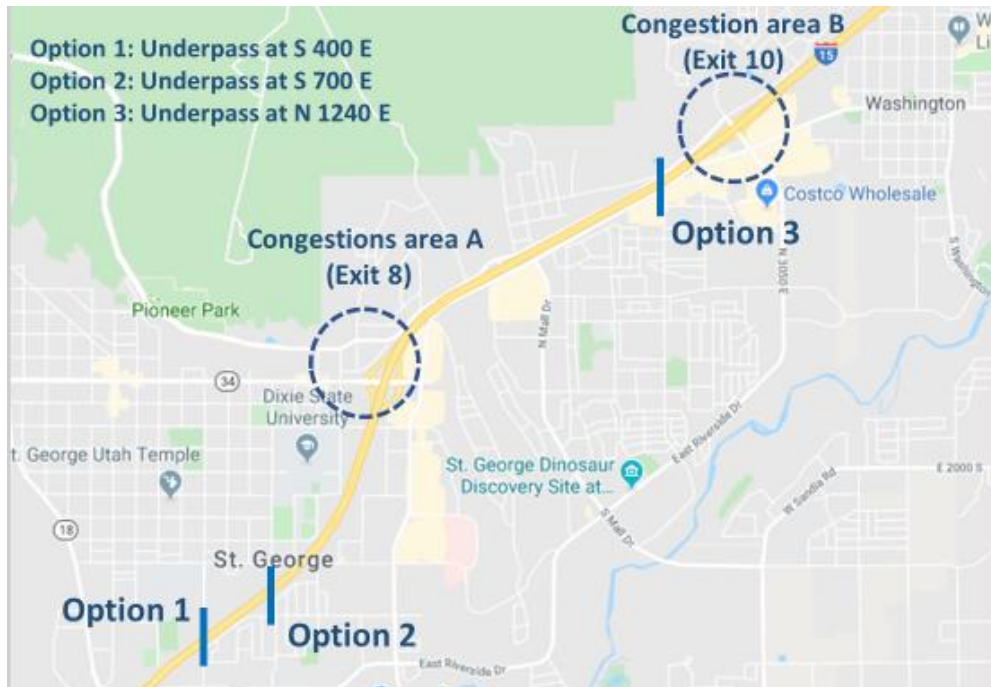 Option 1: Underpass at S 400 E
Option 2: Underpass at S 700 E
Option 3: Underpass at N 1240 E
Congestion area B
(Exit 10)
15
Washington
Costco Wholesale
Option 3
Congestions area A
(Exit 8)
Pioneer Park
N Mall Dr
N 3050 E
S Washington
34
Dixie State
University
t. George Utah Temple
St. George Dinosaur
Discovery Site at...
East Riverside Dr
W Sandia Rd
E 2000 S
18
S Mall Dr
St. George
Option 1
Option 2
East Riverside Dr